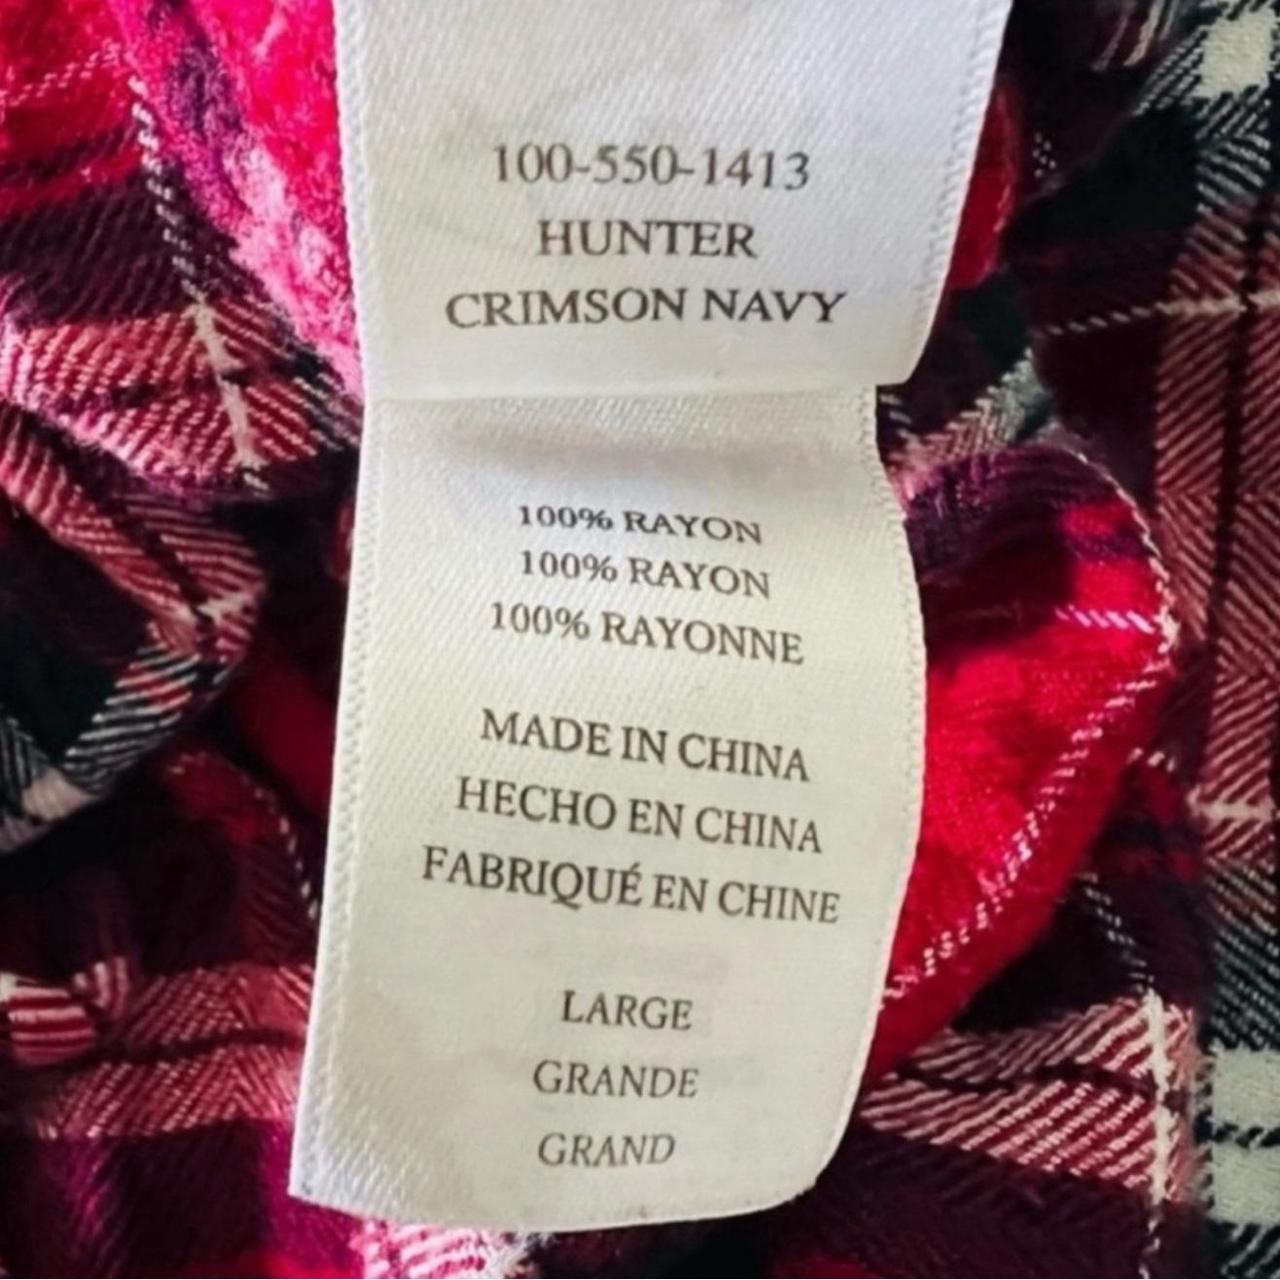 100-550-1413
HUNTER
CRIMSON NAVY
100% RAYON
100% RAYON
100% RAYONNE
MADE IN CHINA
HECHO EN CHINA
FABRIQUÉ EN CHINE
LARGE
GRANDE
GRAND